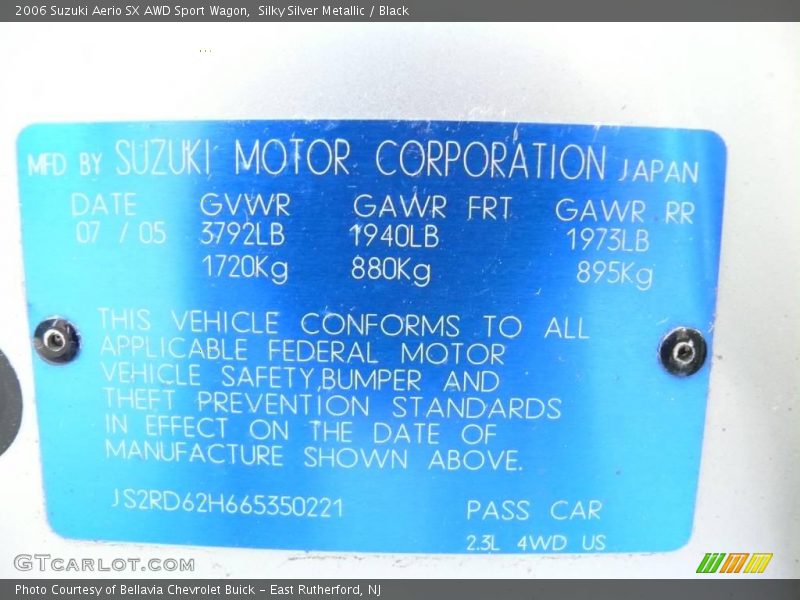 2006 Suzuki Aerio SX AWD Sport Wagon,  Silky Silver Metallic / Black
MFD BY SUZUKI MOTOR CORPORATION JAPAN
DATE GVWR GAWR FRT GAWR RR
07 / 05 3792LB 1940LB 1973LB
1720Kg 880Kg 895Kg
THIS VEHICLE CONFORMS TO ALL
APPLICABLE FEDERAL MOTOR
VEHICLE SAFETY,BUMPER AND
THEFT PREVENTION STANDARDS
IN EFFECT ON THE DATE OF
MANUFACTURE SHOWN ABOVE.
JS2RD62H665350221 PASS CAR
2.3L 4WD US
GTCARLOT.COM
Photo Courtesy of Bellavia Chevrolet Buick – East Rutherford, NJ